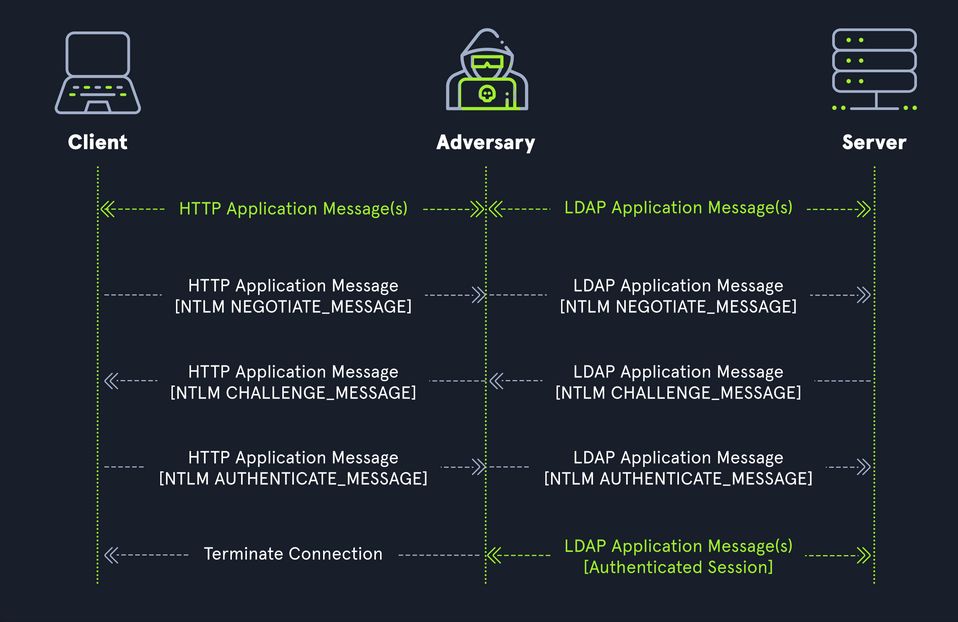 Client
Adversary
Server
HTTP Application Message(s)
LDAP Application Message(s)
HTTP Application Message
[NTLM NEGOTIATE_MESSAGE]
LDAP Application Message
[NTLM NEGOTIATE_MESSAGE]
HTTP Application Message
[NTLM CHALLENGE_MESSAGE]
LDAP Application Message
[NTLM CHALLENGE_MESSAGE]
HTTP Application Message
[NTLM AUTHENTICATE_MESSAGE]
LDAP Application Message
[NTLM AUTHENTICATE_MESSAGE]
Terminate Connection
LDAP Application Message(s)
[Authenticated Session]